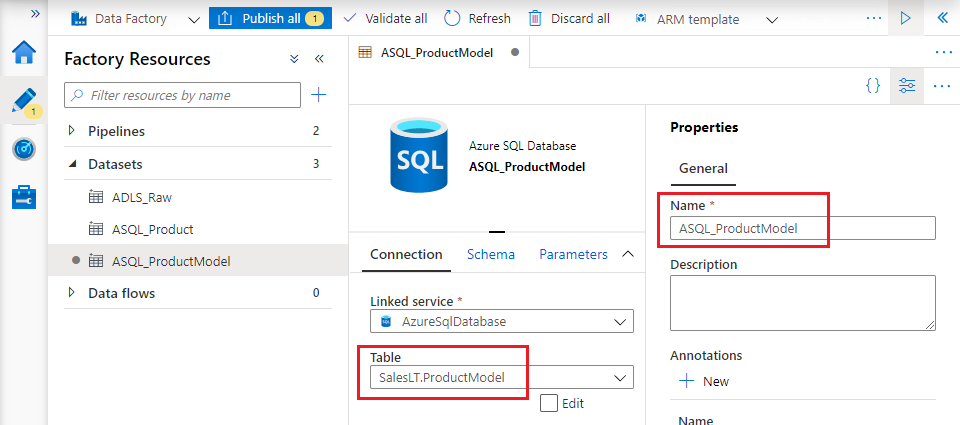 Data Factory
Publish all 1
Validate all
Refresh
Discard all
ARM template
1
Factory Resources
Filter resources by name
Pipelines 2
Datasets 3
ADLS_Raw
ASQL_Product
ASQL_ProductModel
Data flows 0
ASQL_ProductModel
SQL
Azure SQL Database
ASQL_ProductModel
Connection
Schema
Parameters
Linked service *
SQL
AzureSqlDatabase
Table
SalesLT.ProductModel
Edit
{}
Properties
General
Name *
ASQL_ProductModel
Description
Annotations
New
Name